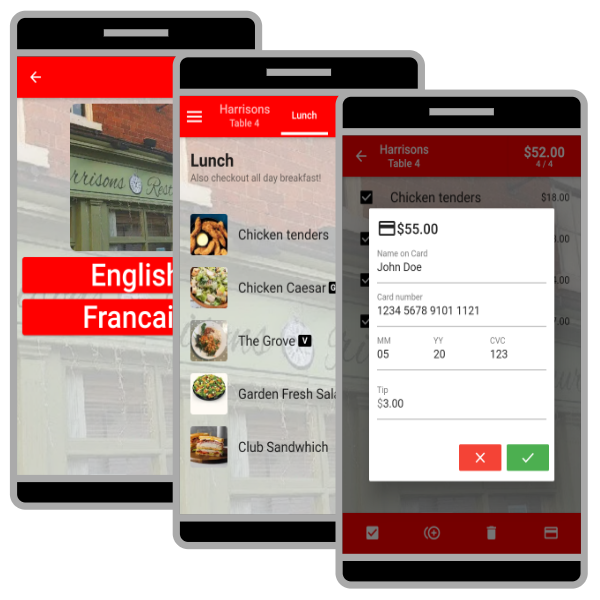 rrisons Rest
English
Francai
Harrisons
Table 4
Lunch
Lunch
Also checkout all day breakfast!
Chicken tenders
Chicken Caesar G
The Grove V
Garden Fresh Sal
Club Sandwhich
Harrisons
Table 4
$52.00
4 / 4
Chicken tenders $18.00
$55.00
Name on Card
John Doe
Card number
1234 5678 9101 1121
MM YY CVC
05 20 123
Tip
$3.00